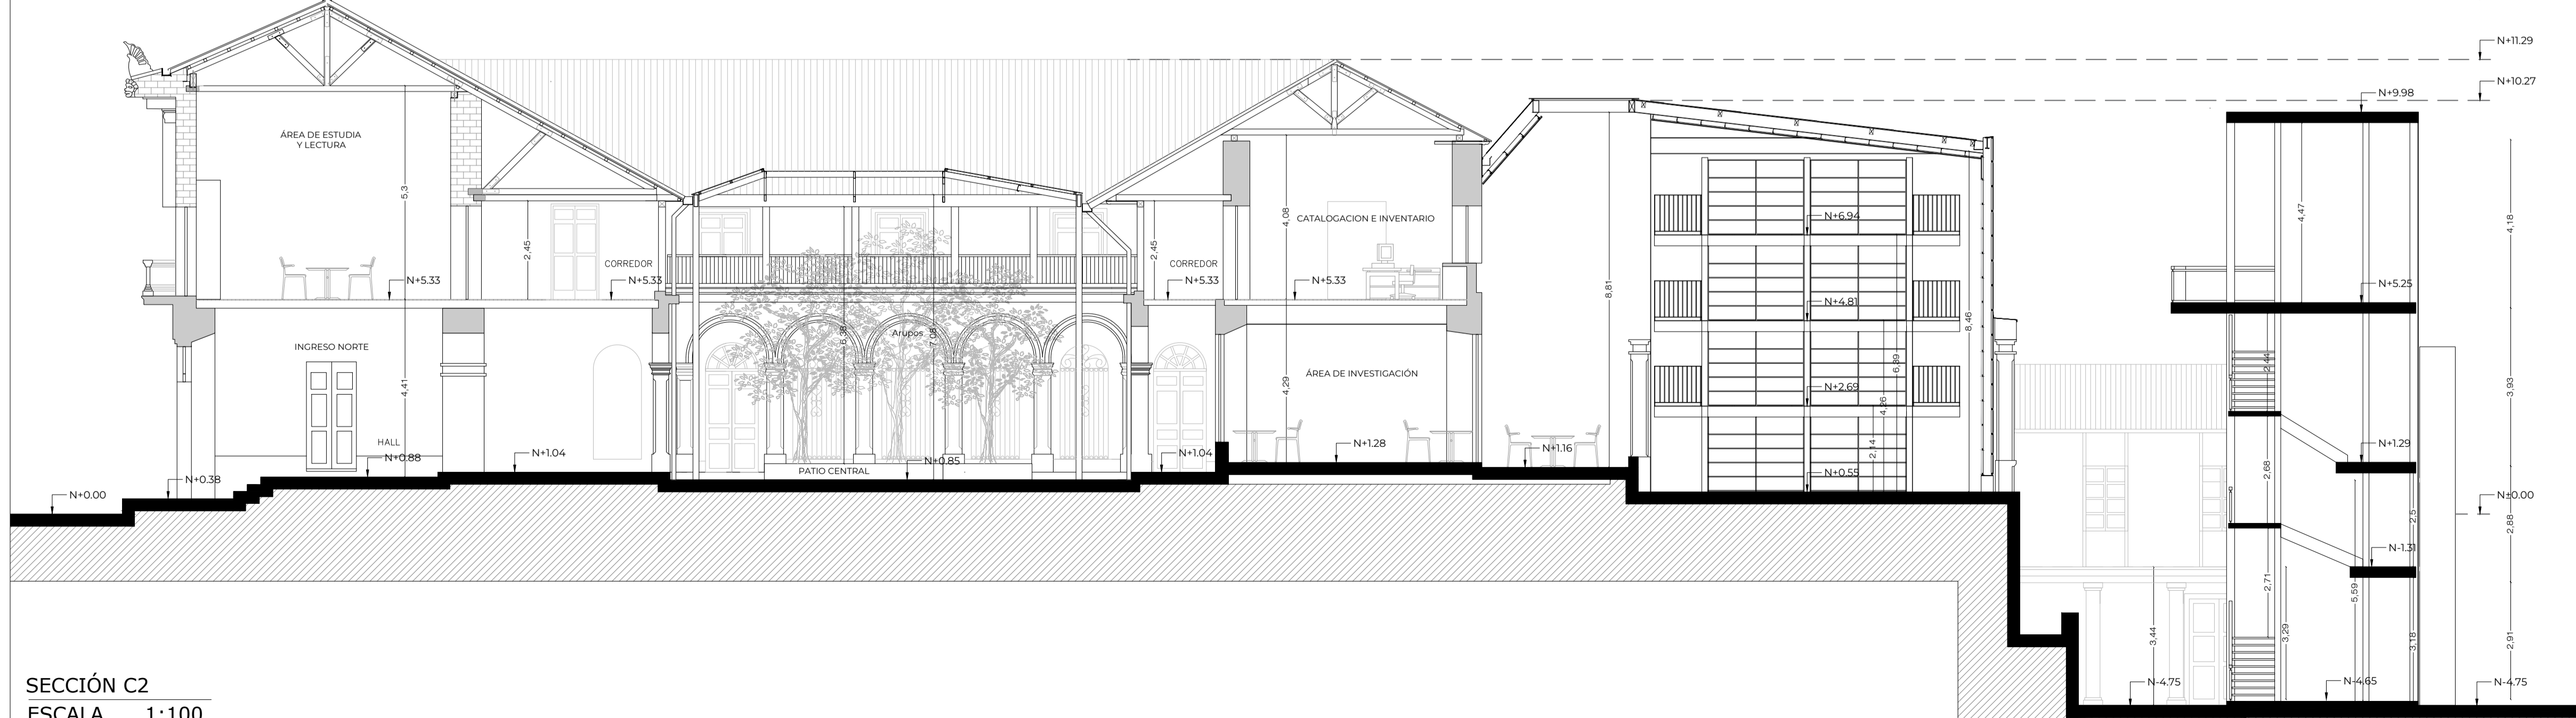 N+11.29
N+10.27
N+9.98
ÁREA DE ESTUDIA
Y LECTURA
5,3
4,08
CATALOGACION E INVENTARIO
N+6.94
4,47
4,18
2,45
CORREDOR
2,45
CORREDOR
N+5.33
N+5.33
N+5.33
N+5.33
8,81
N+4.81
N+5.25
8,46
INGRESO NORTE
Arupos
6,38
7,08
ÁREA DE INVESTIGACIÓN
6,39
2,44
4,41
4,29
N+2.69
4,26
3,93
HALL
N+0.88
N+1.04
PATIO CENTRAL
N+0.85
N+1.04
N+1.28
N+1.16
2,14
N+0.55
N+1.29
2,68
N+0.00
N+0.38
N±0.00
2,5
2,88
N-1.31
2,71
5,59
3,44
3,29
3,18
2,91
N-4.75
N-4.65
N-4.75
SECCIÓN C2
ESCALA 1:100